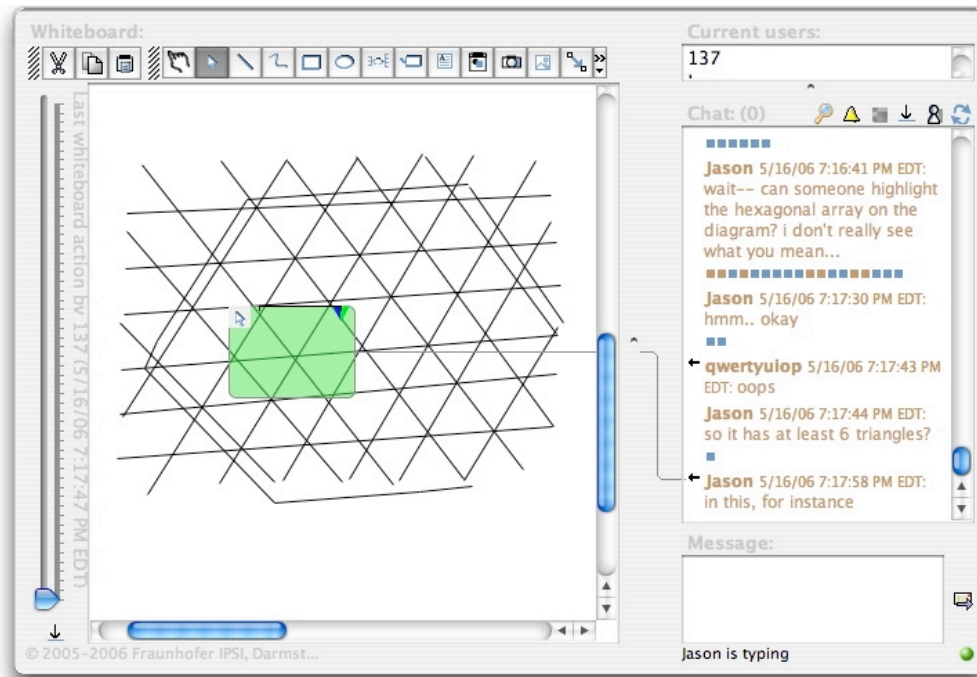 Whiteboard:
Current users:
137
Chat: (0)
Last whiteboard action by 137(5/16/06 7:17:47 PM EDT)
Jason 5/16/06 7:16:41 PM EDT:
wait-- can someone highlight
the hexagonal array on the
diagram? i don't really see
what you mean...
Jason 5/16/06 7:17:30 PM EDT:
hmm.. okay
qwertyuiop 5/16/06 7:17:43 PM
EDT: oops
Jason 5/16/06 7:17:44 PM EDT:
so it has at least 6 triangles?
Jason 5/16/06 7:17:58 PM EDT:
in this, for instance
Message:
© 2005-2006 Fraunhofer IPSI, Darmst...
Jason is typing